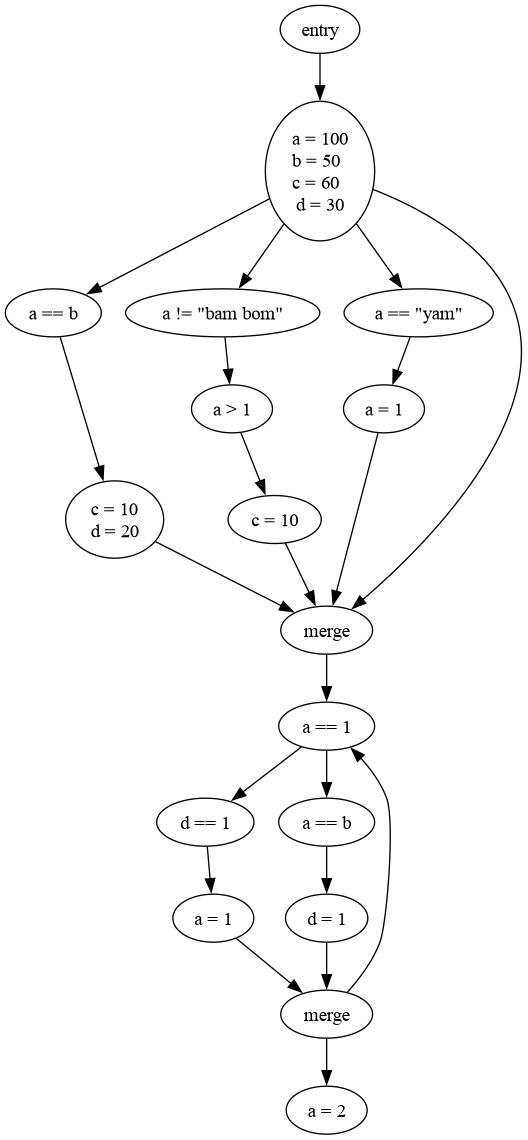 entry
a = 100
b = 50
c = 60
d = 30
a == b
a != "bam bom"
a == "yam"
a > 1
a = 1
c = 10
d = 20
c = 10
merge
a == 1
d == 1
a == b
a = 1
d = 1
merge
a = 2